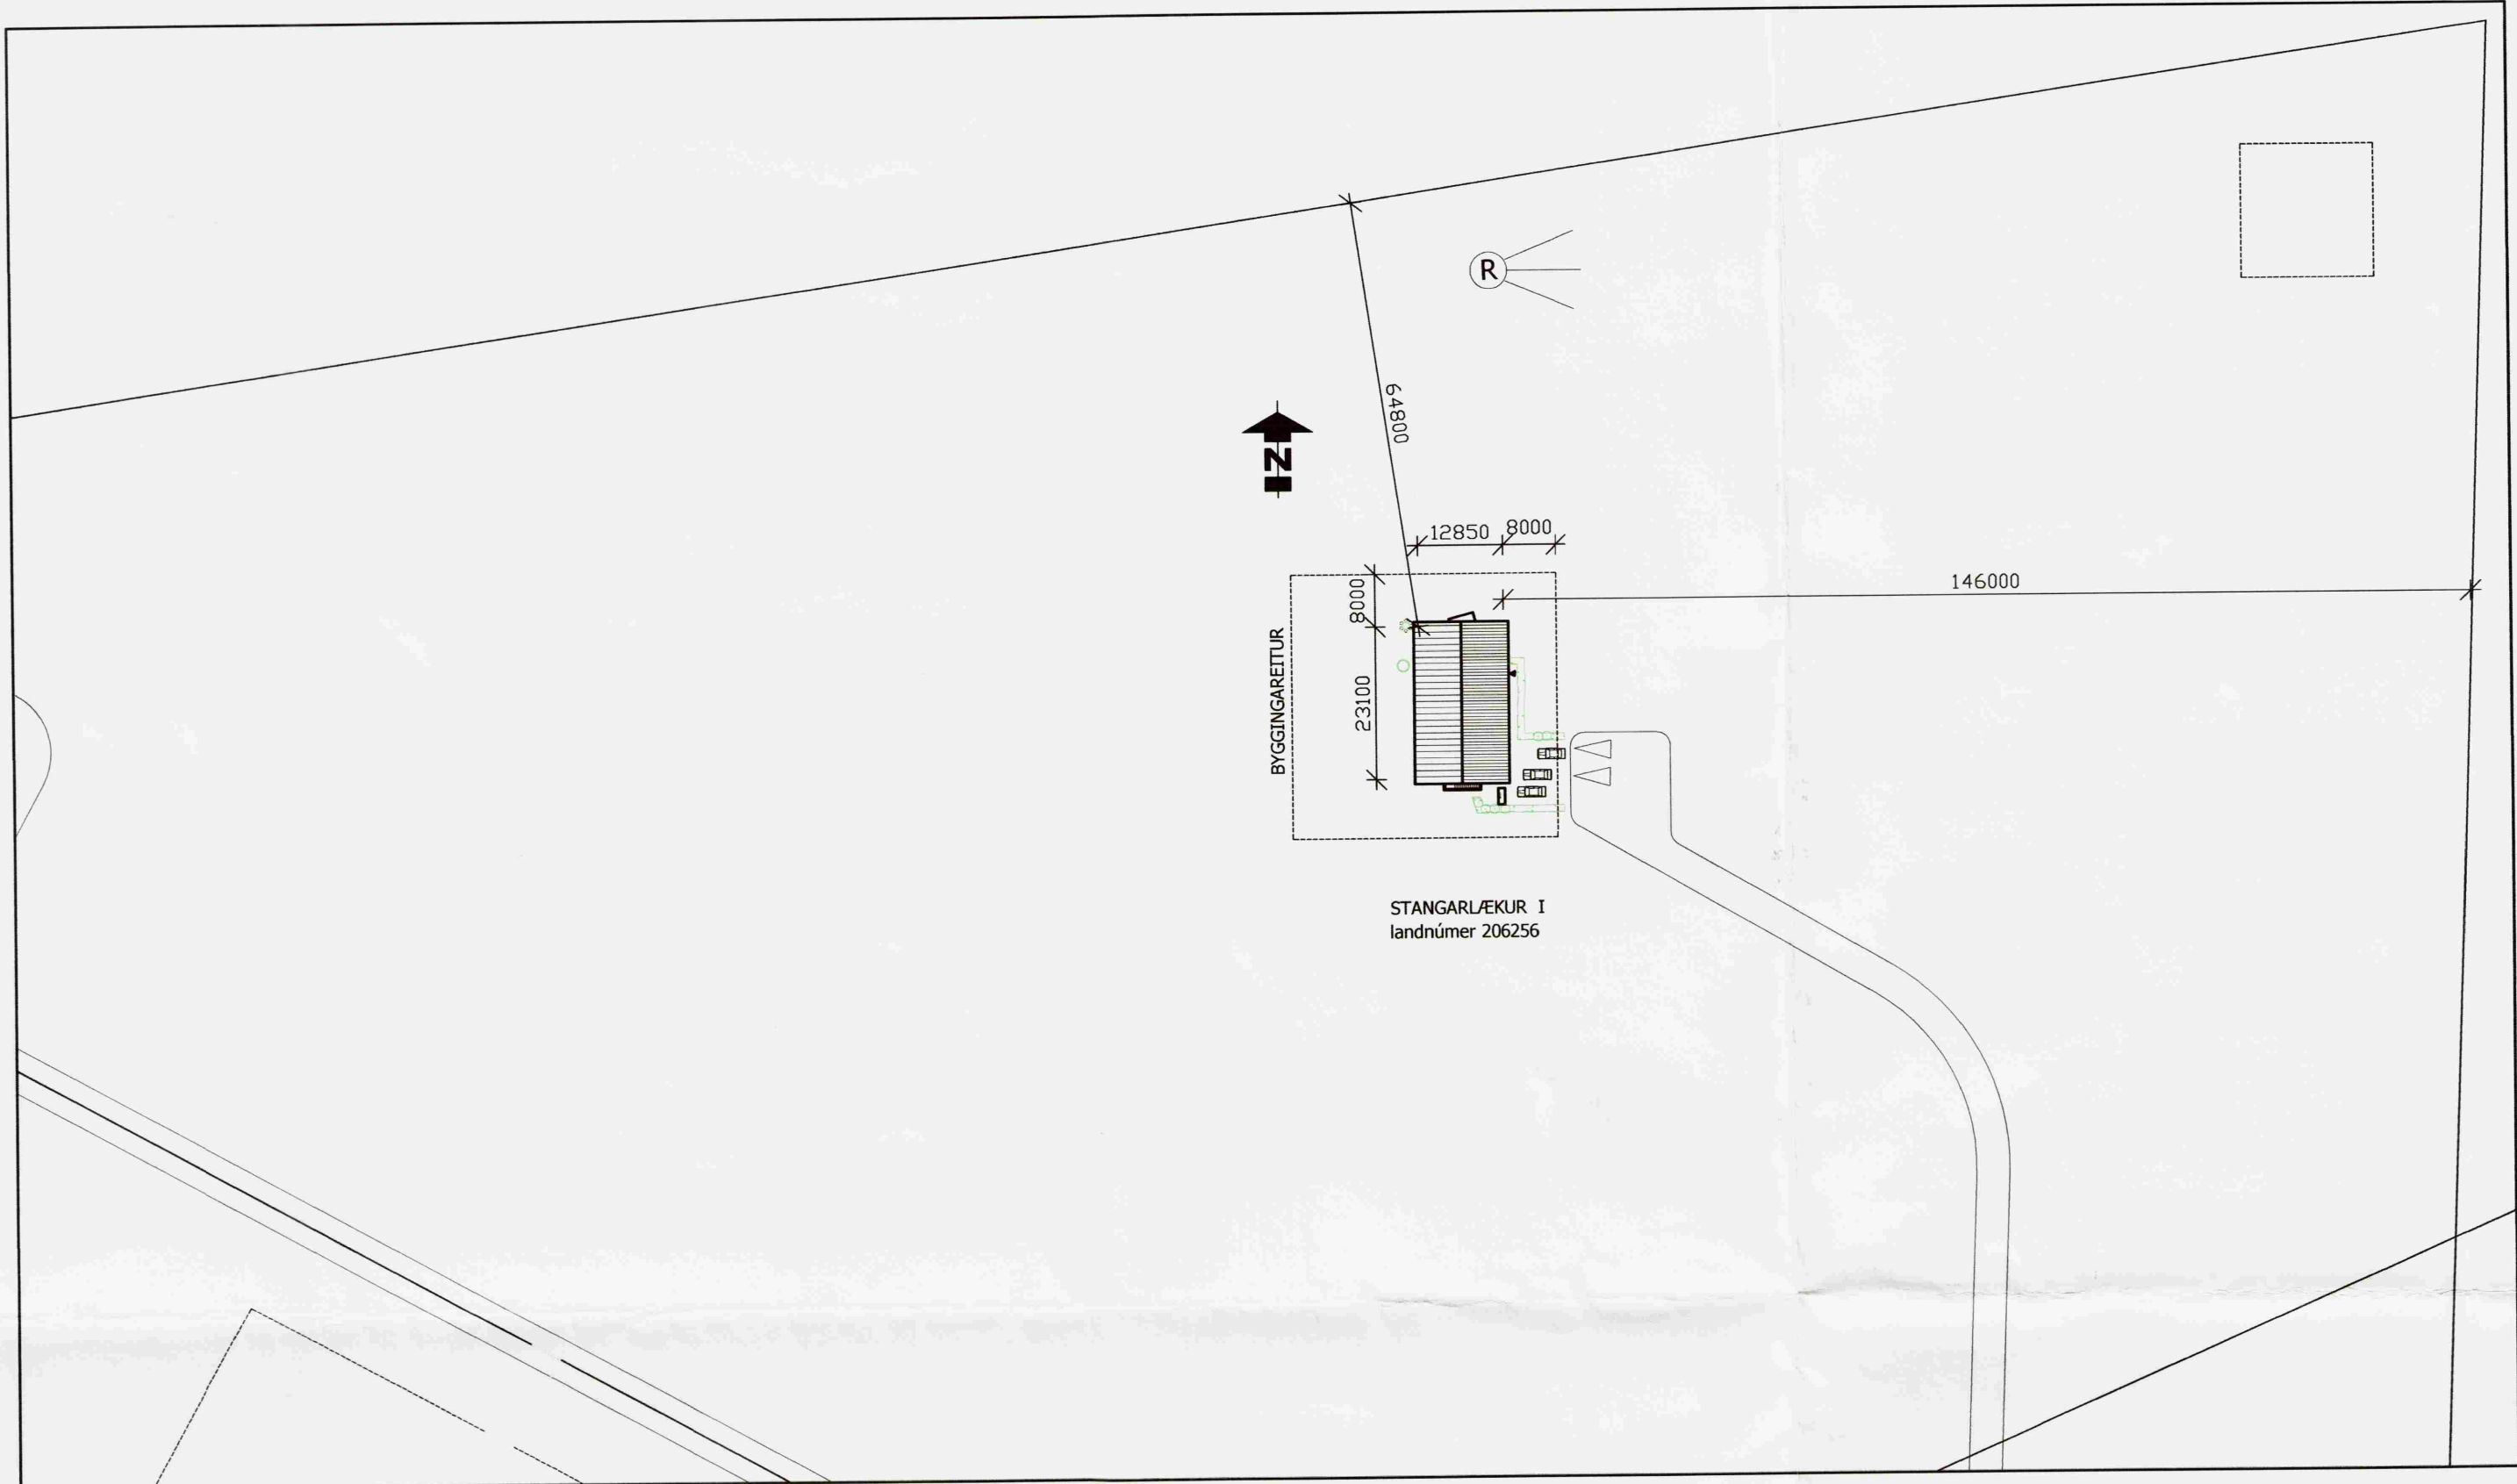 R
64800
N
12850 8000
8000
146000
BYGGINGAREITUR
23100
STANGARLÆKUR I
landnúmer 206256